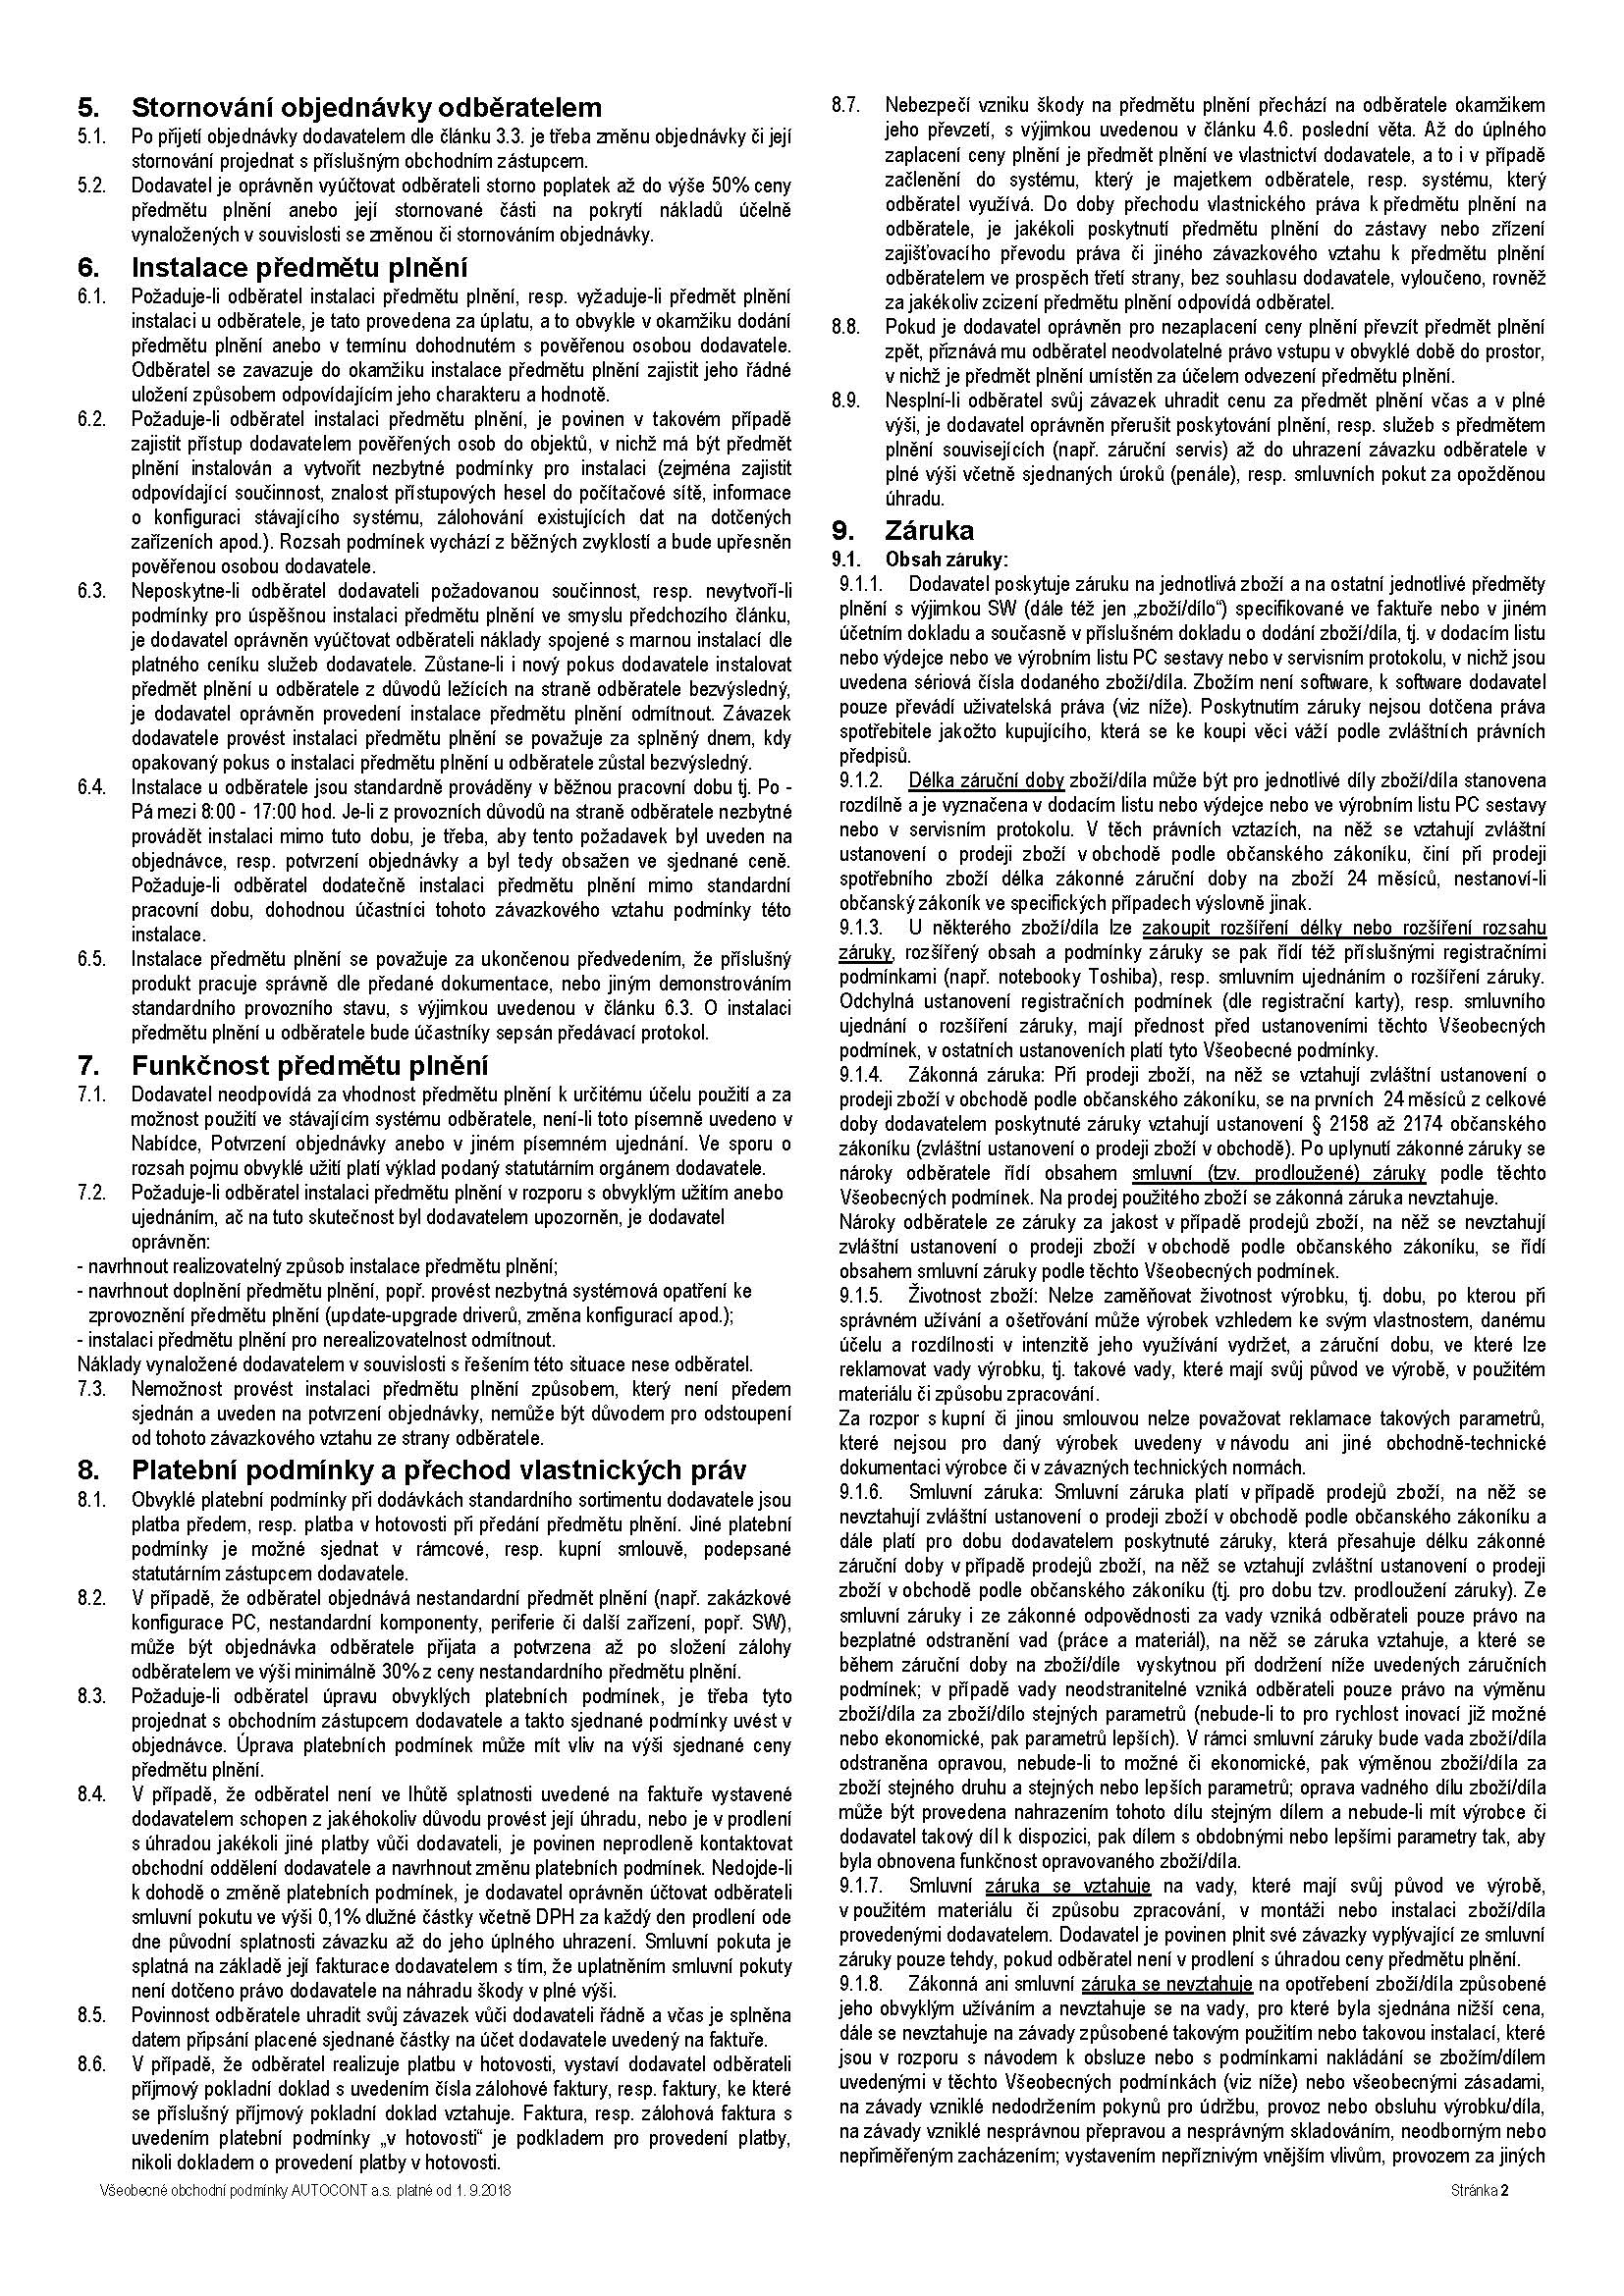 5. Stornování objednávky odběratelem
5.1. Po přijetí objednávky dodavatelem dle článku 3.3. je třeba změnu objednávky či její
stornování projednat s příslušným obchodním zástupcem.
5.2. Dodavatel je oprávněn vyúčtovat odběrateli storno poplatek až do výše 50% ceny
předmětu plnění anebo její stornované části na pokrytí nákladů účelně
vynaložených v souvislosti se změnou či stornováním objednávky.
6. Instalace předmětu plnění
6.1. Požaduje-li odběratel instalaci předmětu plnění, resp. vyžaduje-li předmět plnění
instalaci u odběratele, je tato provedena za úplatu, a to obvykle v okamžiku dodání
předmětu plnění anebo v termínu dohodnutém s pověřenou osobou dodavatele.
Odběratel se zavazuje do okamžiku instalace předmětu plnění zajistit jeho řádné
uložení způsobem odpovídajícím jeho charakteru a hodnotě.
6.2. Požaduje-li odběratel instalaci předmětu plnění, je povinen v takovém případě
zajistit přístup dodavatelem pověřených osob do objektů, v nichž má být předmět
plnění instalován a vytvořit nezbytné podmínky pro instalaci (zejména zajistit
odpovídající součinnost, znalost přístupových hesel do počítačové sítě, informace
o konfiguraci stávajícího systému, zálohování existujících dat na dotčených
zařízeních apod.). Rozsah podmínek vychází z běžných zvyklostí a bude upřesněn
pověřenou osobou dodavatele.
6.3. Neposkytne-li odběratel dodavateli požadovanou součinnost, resp. nevytvoří-li
podmínky pro úspěšnou instalaci předmětu plnění ve smyslu předchozího článku,
je dodavatel oprávněn vyúčtovat odběrateli náklady spojené s marnou instalací dle
platného ceníku služeb dodavatele. Zůstane-li i nový pokus dodavatele instalovat
předmět plnění u odběratele z důvodů ležících na straně odběratele bezvýsledný,
je dodavatel oprávněn provedení instalace předmětu plnění odmítnout. Závazek
dodavatele provést instalaci předmětu plnění se považuje za splněný dnem, kdy
opakovaný pokus o instalaci předmětu plnění u odběratele zůstal bezvýsledný.
6.4. Instalace u odběratele jsou standardně prováděny v běžnou pracovní dobu tj. Po -
Pá mezi 8:00 - 17:00 hod. Je-li z provozních důvodů na straně odběratele nezbytné
provádět instalaci mimo tuto dobu, je třeba, aby tento požadavek byl uveden na
objednávce, resp. potvrzení objednávky a byl tedy obsažen ve sjednané ceně.
Požaduje-li odběratel dodatečně instalaci předmětu plnění mimo standardní
pracovní dobu, dohodnou účastníci tohoto závazkového vztahu podmínky této
instalace.
6.5. Instalace předmětu plnění se považuje za ukončenou předvedením, že příslušný
produkt pracuje správně dle předané dokumentace, nebo jiným demonstrováním
standardního provozního stavu, s výjimkou uvedenou v článku 6.3. O instalaci
předmětu plnění u odběratele bude účastníky sepsán předávací protokol.
7. Funkčnost předmětu plnění
7.1. Dodavatel neodpovídá za vhodnost předmětu plnění k určitému účelu použití a za
možnost použití ve stávajícím systému odběratele, není-li toto písemně uvedeno v
Nabídce, Potvrzení objednávky anebo v jiném písemném ujednání. Ve sporu o
rozsah pojmu obvyklé užití platí výklad podaný statutárním orgánem dodavatele.
7.2. Požaduje-li odběratel instalaci předmětu plnění v rozporu s obvyklým užitím anebo
ujednáním, ač na tuto skutečnost byl dodavatelem upozorněn, je dodavatel
oprávněn:
- navrhnout realizovatelný způsob instalace předmětu plnění;
- navrhnout doplnění předmětu plnění, popř. provést nezbytná systémová opatření ke
zprovoznění předmětu plnění (update-upgrade driverů, změna konfigurací apod.);
- instalaci předmětu plnění pro nerealizovatelnost odmítnout.
Náklady vynaložené dodavatelem v souvislosti s řešením této situace nese odběratel.
7.3. Nemožnost provést instalaci předmětu plnění způsobem, který není předem
sjednán a uveden na potvrzení objednávky, nemůže být důvodem pro odstoupení
od tohoto závazkového vztahu ze strany odběratele.
8. Platební podmínky a přechod vlastnických práv
8.1. Obvyklé platební podmínky při dodávkách standardního sortimentu dodavatele jsou
platba předem, resp. platba v hotovosti při předání předmětu plnění. Jiné platební
podmínky je možné sjednat v rámcové, resp. kupní smlouvě, podepsané
statutárním zástupcem dodavatele.
8.2. V případě, že odběratel objednává nestandardní předmět plnění (např. zakázkové
konfigurace PC, nestandardní komponenty, periferie či další zařízení, popř. SW),
může být objednávka odběratele přijata a potvrzena až po složení zálohy
odběratelem ve výši minimálně 30% z ceny nestandardního předmětu plnění.
8.3. Požaduje-li odběratel úpravu obvyklých platebních podmínek, je třeba tyto
projednat s obchodním zástupcem dodavatele a takto sjednané podmínky uvést v
objednávce. Úprava platebních podmínek může mít vliv na výši sjednané ceny
předmětu plnění.
8.4. V případě, že odběratel není ve lhůtě splatnosti uvedené na faktuře vystavené
dodavatelem schopen z jakéhokoliv důvodu provést její úhradu, nebo je v prodlení
s úhradou jakékoli jiné platby vůči dodavateli, je povinen neprodleně kontaktovat
obchodní oddělení dodavatele a navrhnout změnu platebních podmínek. Nedojde-li
k dohodě o změně platebních podmínek, je dodavatel oprávněn účtovat odběrateli
smluvní pokutu ve výši 0,1% dlužné částky včetně DPH za každý den prodlení ode
dne původní splatnosti závazku až do jeho úplného uhrazení. Smluvní pokuta je
splatná na základě její fakturace dodavatelem s tím, že uplatněním smluvní pokuty
není dotčeno právo dodavatele na náhradu škody v plné výši.
8.5. Povinnost odběratele uhradit svůj závazek vůči dodavateli řádně a včas je splněna
datem připsání placené sjednané částky na účet dodavatele uvedený na faktuře.
8.6. V případě, že odběratel realizuje platbu v hotovosti, vystaví dodavatel odběrateli
příjmový pokladní doklad s uvedením čísla zálohové faktury, resp. faktury, ke které
se příslušný příjmový pokladní doklad vztahuje. Faktura, resp. zálohová faktura s
uvedením platební podmínky „v hotovosti“ je podkladem pro provedení platby,
nikoli dokladem o provedení platby v hotovosti.
8.7. Nebezpečí vzniku škody na předmětu plnění přechází na odběratele okamžikem
jeho převzetí, s výjimkou uvedenou v článku 4.6. poslední věta. Až do úplného
zaplacení ceny plnění je předmět plnění ve vlastnictví dodavatele, a to i v případě
začlenění do systému, který je majetkem odběratele, resp. systému, který
odběratel využívá. Do doby přechodu vlastnického práva k předmětu plnění na
odběratele, je jakékoli poskytnutí předmětu plnění do zástavy nebo zřízení
zajišťovacího převodu práva či jiného závazkového vztahu k předmětu plnění
odběratelem ve prospěch třetí strany, bez souhlasu dodavatele, vyloučeno, rovněž
za jakékoliv zcizení předmětu plnění odpovídá odběratel.
8.8. Pokud je dodavatel oprávněn pro nezaplacení ceny plnění převzít předmět plnění
zpět, přiznává mu odběratel neodvolatelné právo vstupu v obvyklé době do prostor,
v nichž je předmět plnění umístěn za účelem odvezení předmětu plnění.
8.9. Nesplní-li odběratel svůj závazek uhradit cenu za předmět plnění včas a v plné
výši, je dodavatel oprávněn přerušit poskytování plnění, resp. služeb s předmětem
plnění souvisejících (např. záruční servis) až do uhrazení závazku odběratele v
plné výši včetně sjednaných úroků (penále), resp. smluvních pokut za opožděnou
úhradu.
9. Záruka
9.1. Obsah záruky:
9.1.1. Dodavatel poskytuje záruku na jednotlivá zboží a na ostatní jednotlivé předměty
plnění s výjimkou SW (dále též jen „zboží/dílo“) specifikované ve faktuře nebo v jiném
účetním dokladu a současně v příslušném dokladu o dodání zboží/díla, tj. v dodacím listu
nebo výdejce nebo ve výrobním listu PC sestavy nebo v servisním protokolu, v nichž jsou
uvedena sériová čísla dodaného zboží/díla. Zbožím není software, k software dodavatel
pouze převádí uživatelská práva (viz níže). Poskytnutím záruky nejsou dotčena práva
spotřebitele jakožto kupujícího, která se ke koupi věci váží podle zvláštních právních
předpisů.
9.1.2. Délka záruční doby zboží/díla může být pro jednotlivé díly zboží/díla stanovena
rozdílně a je vyznačena v dodacím listu nebo výdejce nebo ve výrobním listu PC sestavy
nebo v servisním protokolu. V těch právních vztazích, na něž se vztahují zvláštní
ustanovení o prodeji zboží v obchodě podle občanského zákoníku, činí při prodeji
spotřebního zboží délka zákonné záruční doby na zboží 24 měsíců, nestanoví-li
občanský zákoník ve specifických případech výslovně jinak.
9.1.3. U některého zboží/díla lze zakoupit rozšíření délky nebo rozšíření rozsahu
záruky, rozšířený obsah a podmínky záruky se pak řídí též příslušnými registračními
podmínkami (např. notebooky Toshiba), resp. smluvním ujednáním o rozšíření záruky.
Odchylná ustanovení registračních podmínek (dle registrační karty), resp. smluvního
ujednání o rozšíření záruky, mají přednost před ustanoveními těchto Všeobecných
podmínek, v ostatních ustanoveních platí tyto Všeobecné podmínky.
9.1.4. Zákonná záruka: Při prodeji zboží, na něž se vztahují zvláštní ustanovení o
prodeji zboží v obchodě podle občanského zákoníku, se na prvních 24 měsíců z celkové
doby dodavatelem poskytnuté záruky vztahují ustanovení § 2158 až 2174 občanského
zákoníku (zvláštní ustanovení o prodeji zboží v obchodě). Po uplynutí zákonné záruky se
nároky odběratele řídí obsahem smluvní (tzv. prodloužené) záruky podle těchto
Všeobecných podmínek. Na prodej použitého zboží se zákonná záruka nevztahuje.
Nároky odběratele ze záruky za jakost v případě prodejů zboží, na něž se nevztahují
zvláštní ustanovení o prodeji zboží v obchodě podle občanského zákoníku, se řídí
obsahem smluvní záruky podle těchto Všeobecných podmínek.
9.1.5. Životnost zboží: Nelze zaměňovat životnost výrobku, tj. dobu, po kterou při
správném užívání a ošetřování může výrobek vzhledem ke svým vlastnostem, danému
účelu a rozdílnosti v intenzitě jeho využívání vydržet, a záruční dobu, ve které lze
reklamovat vady výrobku, tj. takové vady, které mají svůj původ ve výrobě, v použitém
materiálu či způsobu zpracování.
Za rozpor s kupní či jinou smlouvou nelze považovat reklamace takových parametrů,
které nejsou pro daný výrobek uvedeny v návodu ani jiné obchodně-technické
dokumentaci výrobce či v závazných technických normách.
9.1.6. Smluvní záruka: Smluvní záruka platí v případě prodejů zboží, na něž se
nevztahují zvláštní ustanovení o prodeji zboží v obchodě podle občanského zákoníku a
dále platí pro dobu dodavatelem poskytnuté záruky, která přesahuje délku zákonné
záruční doby v případě prodejů zboží, na něž se vztahují zvláštní ustanovení o prodeji
zboží v obchodě podle občanského zákoníku (tj. pro dobu tzv. prodloužení záruky). Ze
smluvní záruky i ze zákonné odpovědnosti za vady vzniká odběrateli pouze právo na
bezplatné odstranění vad (práce a materiál), na něž se záruka vztahuje, a které se
během záruční doby na zboží/díle vyskytnou při dodržení níže uvedených záručních
podmínek; v případě vady neodstranitelné vzniká odběrateli pouze právo na výměnu
zboží/díla za zboží/dílo stejných parametrů (nebude-li to pro rychlost inovací již možné
nebo ekonomické, pak parametrů lepších). V rámci smluvní záruky bude vada zboží/díla
odstraněna opravou, nebude-li to možné či ekonomické, pak výměnou zboží/díla za
zboží stejného druhu a stejných nebo lepších parametrů; oprava vadného dílu zboží/díla
může být provedena nahrazením tohoto dílu stejným dílem a nebude-li mít výrobce či
dodavatel takový díl k dispozici, pak dílem s obdobnými nebo lepšími parametry tak, aby
byla obnovena funkčnost opravovaného zboží/díla.
9.1.7. Smluvní záruka se vztahuje na vady, které mají svůj původ ve výrobě,
v použitém materiálu či způsobu zpracování, v montáži nebo instalaci zboží/díla
provedenými dodavatelem. Dodavatel je povinen plnit své závazky vyplývající ze smluvní
záruky pouze tehdy, pokud odběratel není v prodlení s úhradou ceny předmětu plnění.
9.1.8. Zákonná ani smluvní záruka se nevztahuje na opotřebení zboží/díla způsobené
jeho obvyklým užíváním a nevztahuje se na vady, pro které byla sjednána nižší cena,
dále se nevztahuje na závady způsobené takovým použitím nebo takovou instalací, které
jsou v rozporu s návodem k obsluze nebo s podmínkami nakládání se zbožím/dílem
uvedenými v těchto Všeobecných podmínkách (viz níže) nebo všeobecnými zásadami,
na závady vzniklé nedodržením pokynů pro údržbu, provoz nebo obsluhu výrobku/díla,
na závady vzniklé nesprávnou přepravou a nesprávným skladováním, neodborným nebo
nepřiměřeným zacházením; vystavením nepříznivým vnějším vlivům, provozem za jiných
Všeobecné obchodní podmínky AUTOCONT a.s. platné od 1. 9.2018
Stránka 2